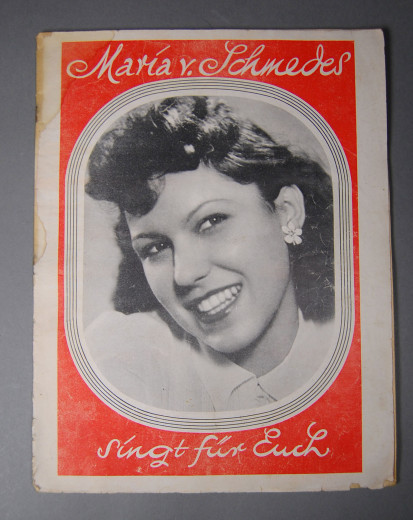 Maria v. Schmedes
singt für Euch